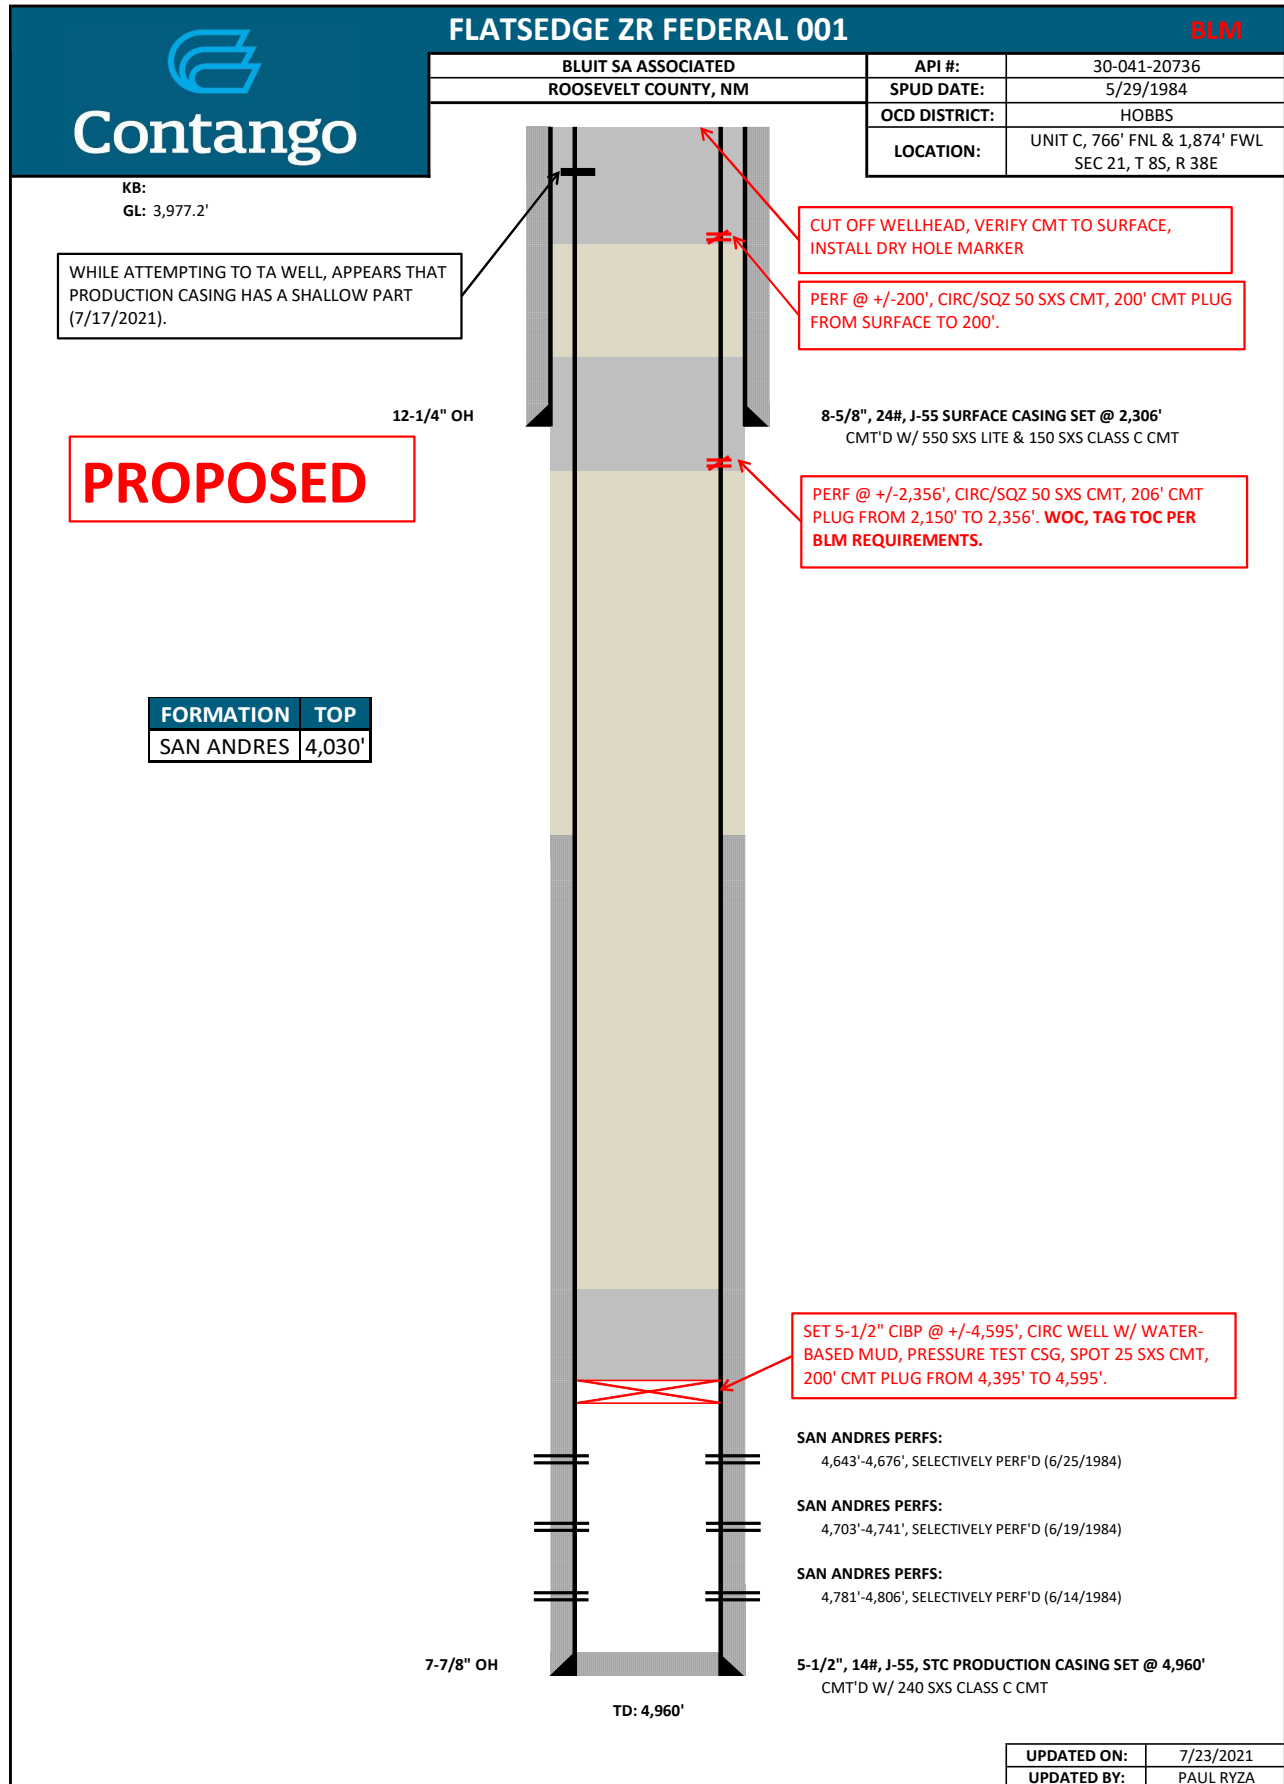 FLATSEDGE ZR FEDERAL 001
BLM
Contango
BLUIT SA ASSOCIATED
ROOSEVELT COUNTY, NM
API #: 30-041-20736
SPUD DATE: 5/29/1984
OCD DISTRICT: HOBBS
LOCATION: UNIT C, 766' FNL & 1,874' FWL
SEC 21, T 8S, R 38E
KB:
GL: 3,977.2'
CUT OFF WELLHEAD, VERIFY CMT TO SURFACE,
INSTALL DRY HOLE MARKER
WHILE ATTEMPTING TO TA WELL, APPEARS THAT
PRODUCTION CASING HAS A SHALLOW PART
(7/17/2021).
PERF @ +/-200', CIRC/SQZ 50 SXS CMT, 200' CMT PLUG
FROM SURFACE TO 200'.
12-1/4" OH
8-5/8", 24#, J-55 SURFACE CASING SET @ 2,306'
CMT'D W/ 550 SXS LITE & 150 SXS CLASS C CMT
PROPOSED
PERF @ +/-2,356', CIRC/SQZ 50 SXS CMT, 206' CMT
PLUG FROM 2,150' TO 2,356'. WOC, TAG TOC PER
BLM REQUIREMENTS.
FORMATION TOP
SAN ANDRES 4,030'
SET 5-1/2" CIBP @ +/-4,595', CIRC WELL W/ WATER-
BASED MUD, PRESSURE TEST CSG, SPOT 25 SXS CMT,
200' CMT PLUG FROM 4,395' TO 4,595'.
SAN ANDRES PERFS:
4,643'-4,676', SELECTIVELY PERF'D (6/25/1984)
SAN ANDRES PERFS:
4,703'-4,741', SELECTIVELY PERF'D (6/19/1984)
SAN ANDRES PERFS:
4,781'-4,806', SELECTIVELY PERF'D (6/14/1984)
7-7/8" OH
5-1/2", 14#, J-55, STC PRODUCTION CASING SET @ 4,960'
CMT'D W/ 240 SXS CLASS C CMT
TD: 4,960'
UPDATED ON: 7/23/2021
UPDATED BY: PAUL RYZA